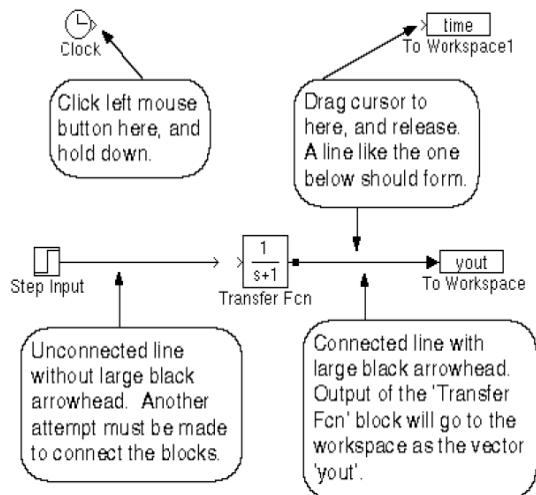 Clock
time
To Workspace1
Click left mouse
button here, and
hold down.
Drag cursor to
here, and release.
A line like the one
below should form.
Step Input
1
s+1
Transfer Fcn
yout
To Workspace
Unconnected line
without large black
arrowhead. Another
attempt must be made
to connect the blocks.
Connected line with
large black arrowhead.
Output of the 'Transfer
Fcn' block will go to the
workspace as the vector
'yout'.